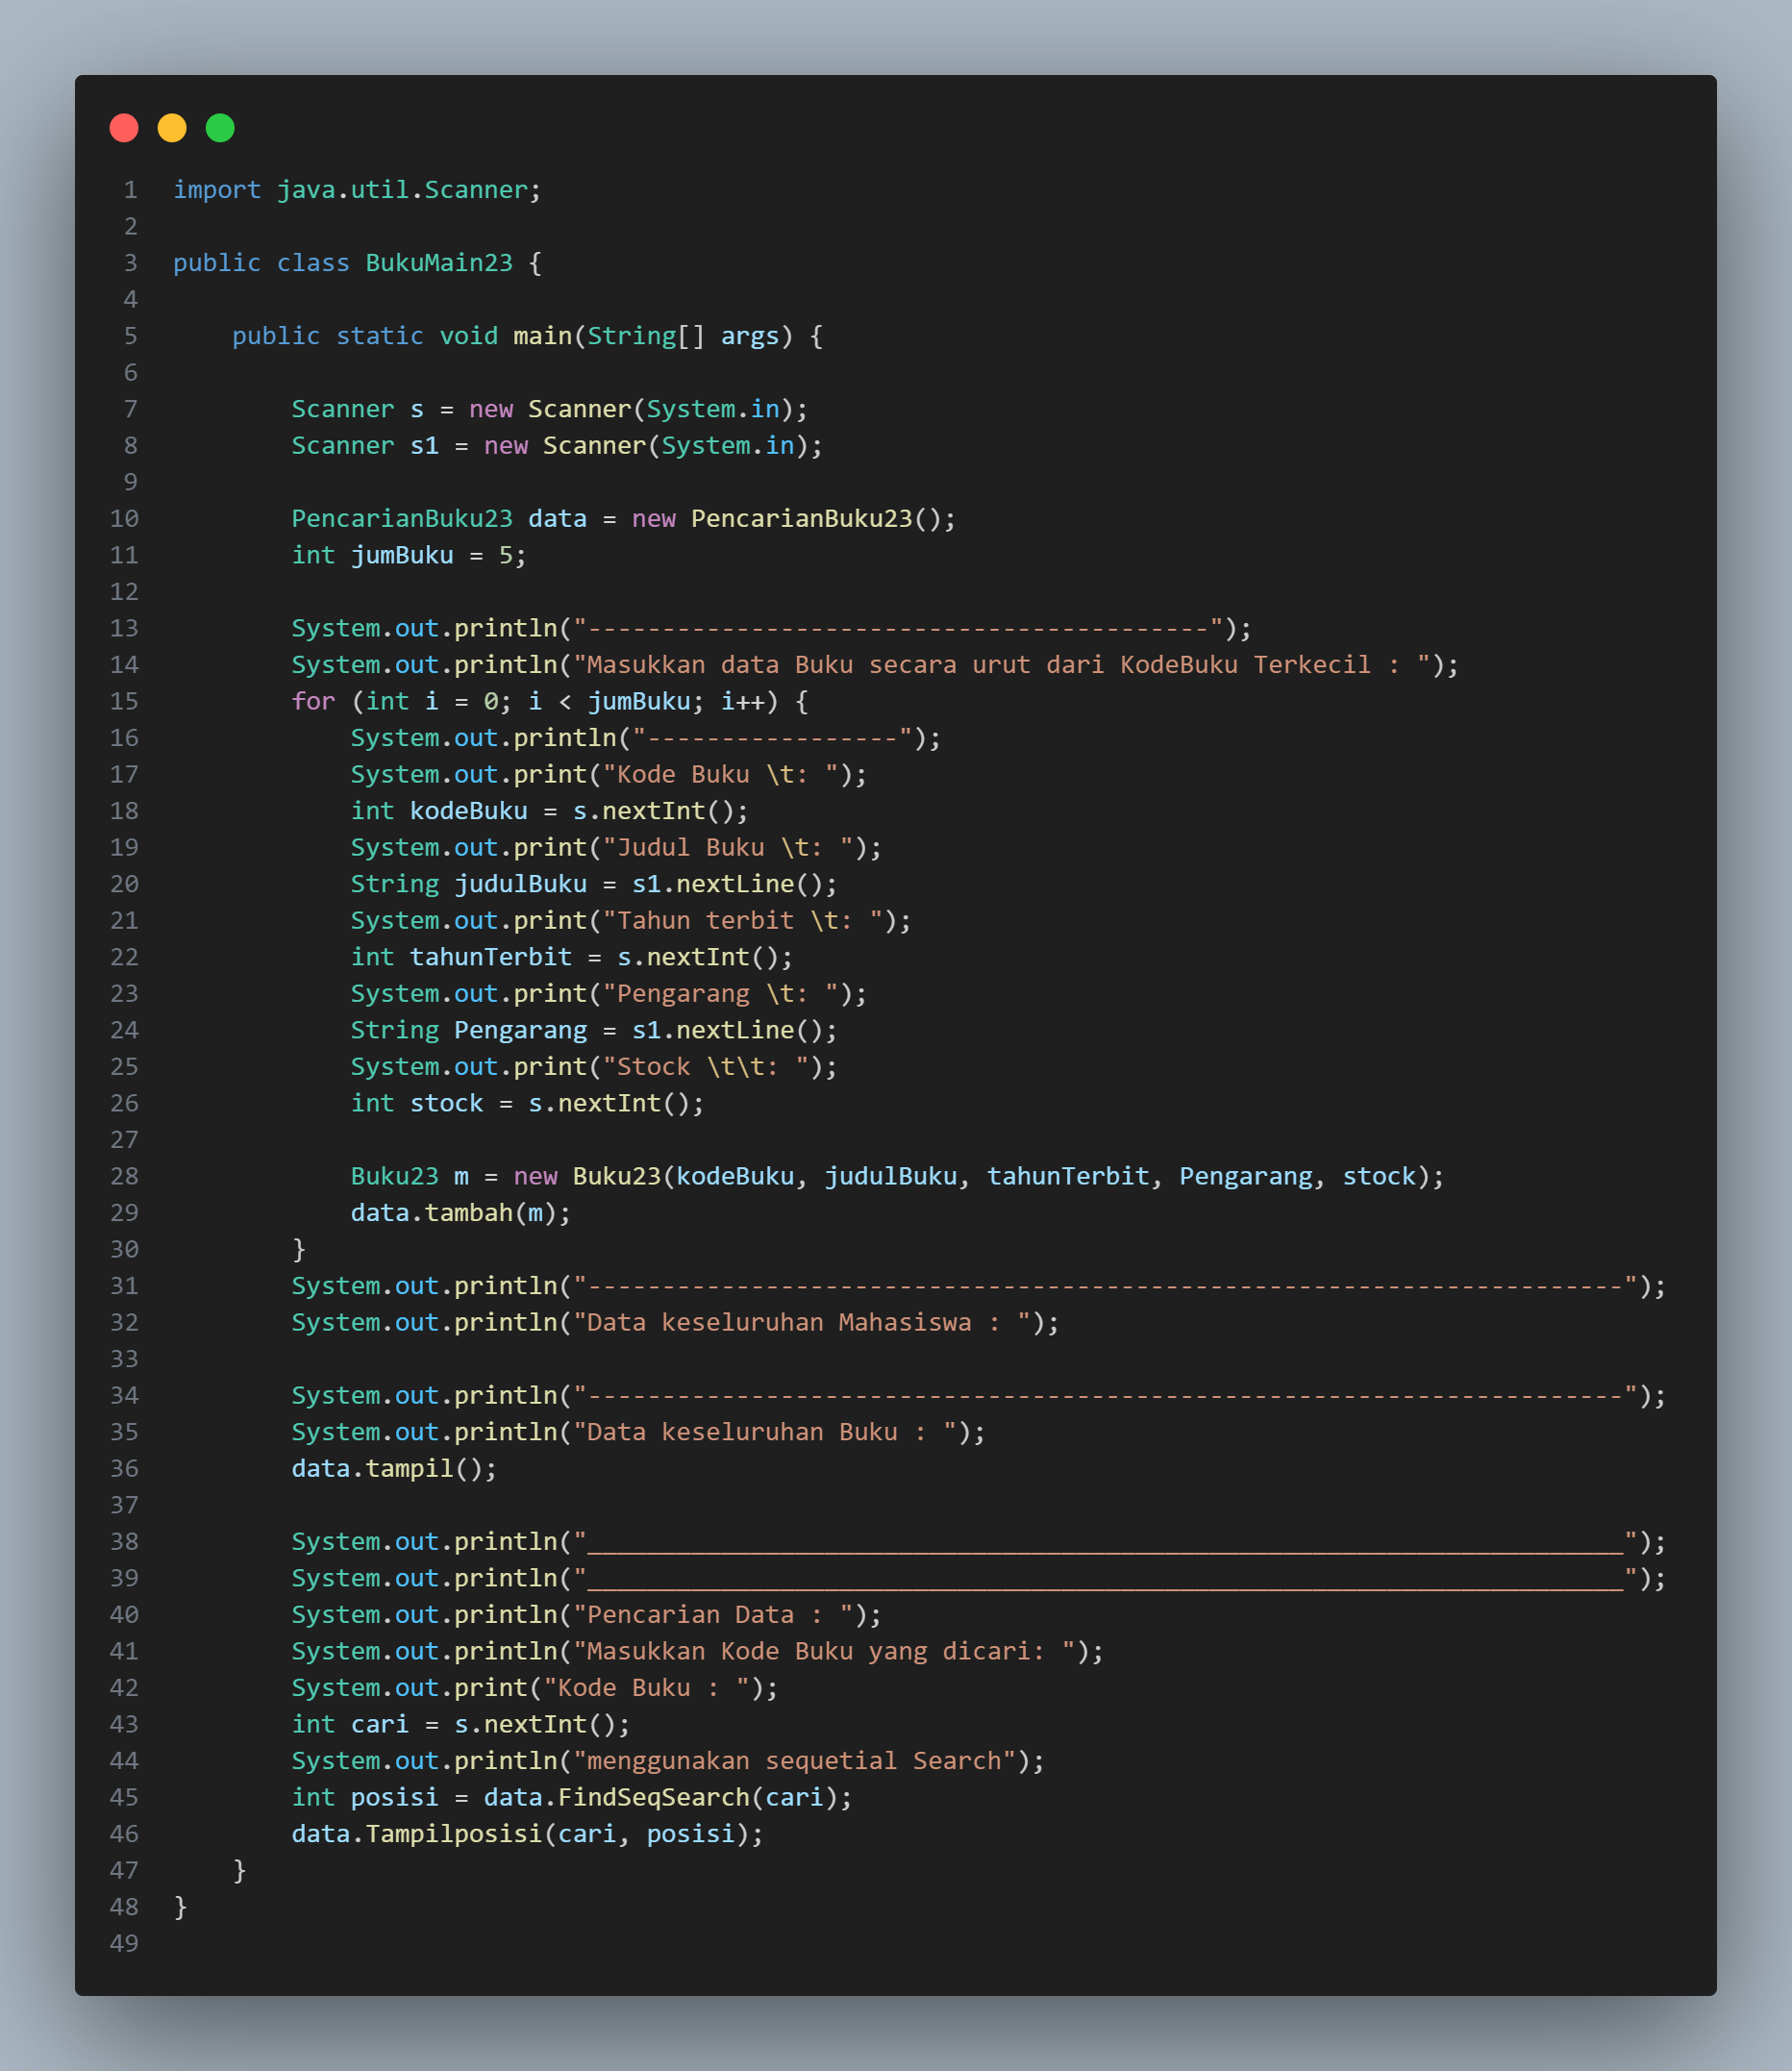 1 import java.util.Scanner;
2
3 public class BukuMain23 {
4
5     public static void main(String[] args) {
6
7         Scanner s = new Scanner(System.in);
8         Scanner s1 = new Scanner(System.in);
9
10         PencarianBuku23 data = new PencarianBuku23();
11         int jumBuku = 5;
12
13         System.out.println("------------------------------------------");
14         System.out.println("Masukkan data Buku secara urut dari KodeBuku Terkecil : ");
15         for (int i = 0; i < jumBuku; i++) {
16             System.out.println("-----------------");
17             System.out.print("Kode Buku \t: ");
18             int kodeBuku = s.nextInt();
19             System.out.print("Judul Buku \t: ");
20             String judulBuku = s1.nextLine();
21             System.out.print("Tahun terbit \t: ");
22             int tahunTerbit = s.nextInt();
23             System.out.print("Pengarang \t: ");
24             String Pengarang = s1.nextLine();
25             System.out.print("Stock \t\t: ");
26             int stock = s.nextInt();
27
28             Buku23 m = new Buku23(kodeBuku, judulBuku, tahunTerbit, Pengarang, stock);
29             data.tambah(m);
30         }
31         System.out.println("----------------------------------------------------------------------");
32         System.out.println("Data keseluruhan Mahasiswa : ");
33
34         System.out.println("----------------------------------------------------------------------");
35         System.out.println("Data keseluruhan Buku : ");
36         data.tampil();
37
38         System.out.println("______________________________________________________________________");
39         System.out.println("______________________________________________________________________");
40         System.out.println("Pencarian Data : ");
41         System.out.println("Masukkan Kode Buku yang dicari: ");
42         System.out.print("Kode Buku : ");
43         int cari = s.nextInt();
44         System.out.println("menggunakan sequetial Search");
45         int posisi = data.FindSeqSearch(cari);
46         data.Tampilposisi(cari, posisi);
47     }
48 }
49